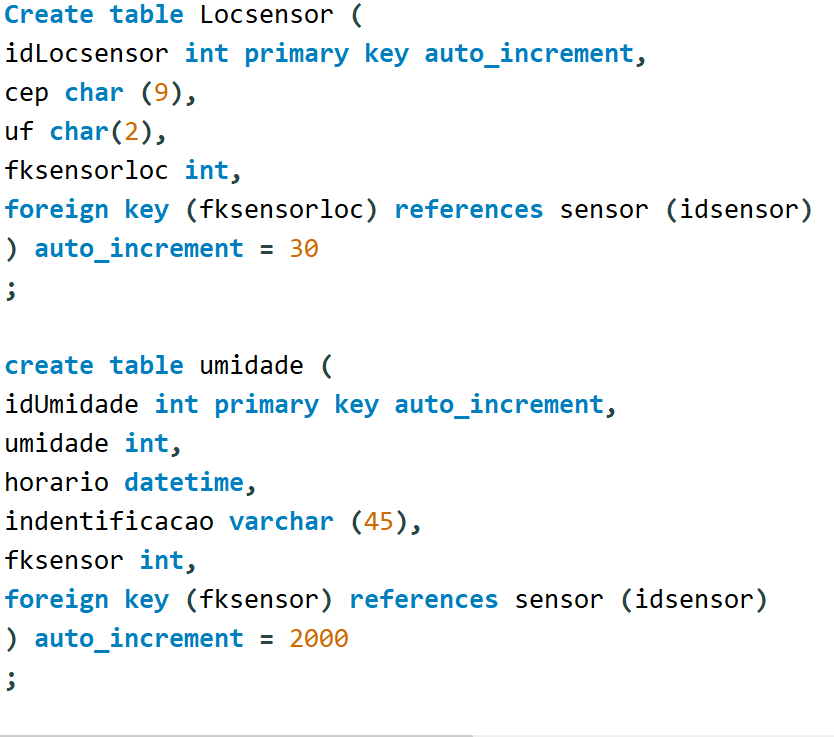 Create table Locsensor (
idLocsensor int primary key auto_increment,
cep char (9),
uf char(2),
fksensorloc int,
foreign key (fksensorloc) references sensor (idsensor)
) auto_increment = 30
;
create table umidade (
idUmidade int primary key auto_increment,
umidade int,
horario datetime,
indentificacao varchar (45),
fksensor int,
foreign key (fksensor) references sensor (idsensor)
) auto_increment = 2000
;